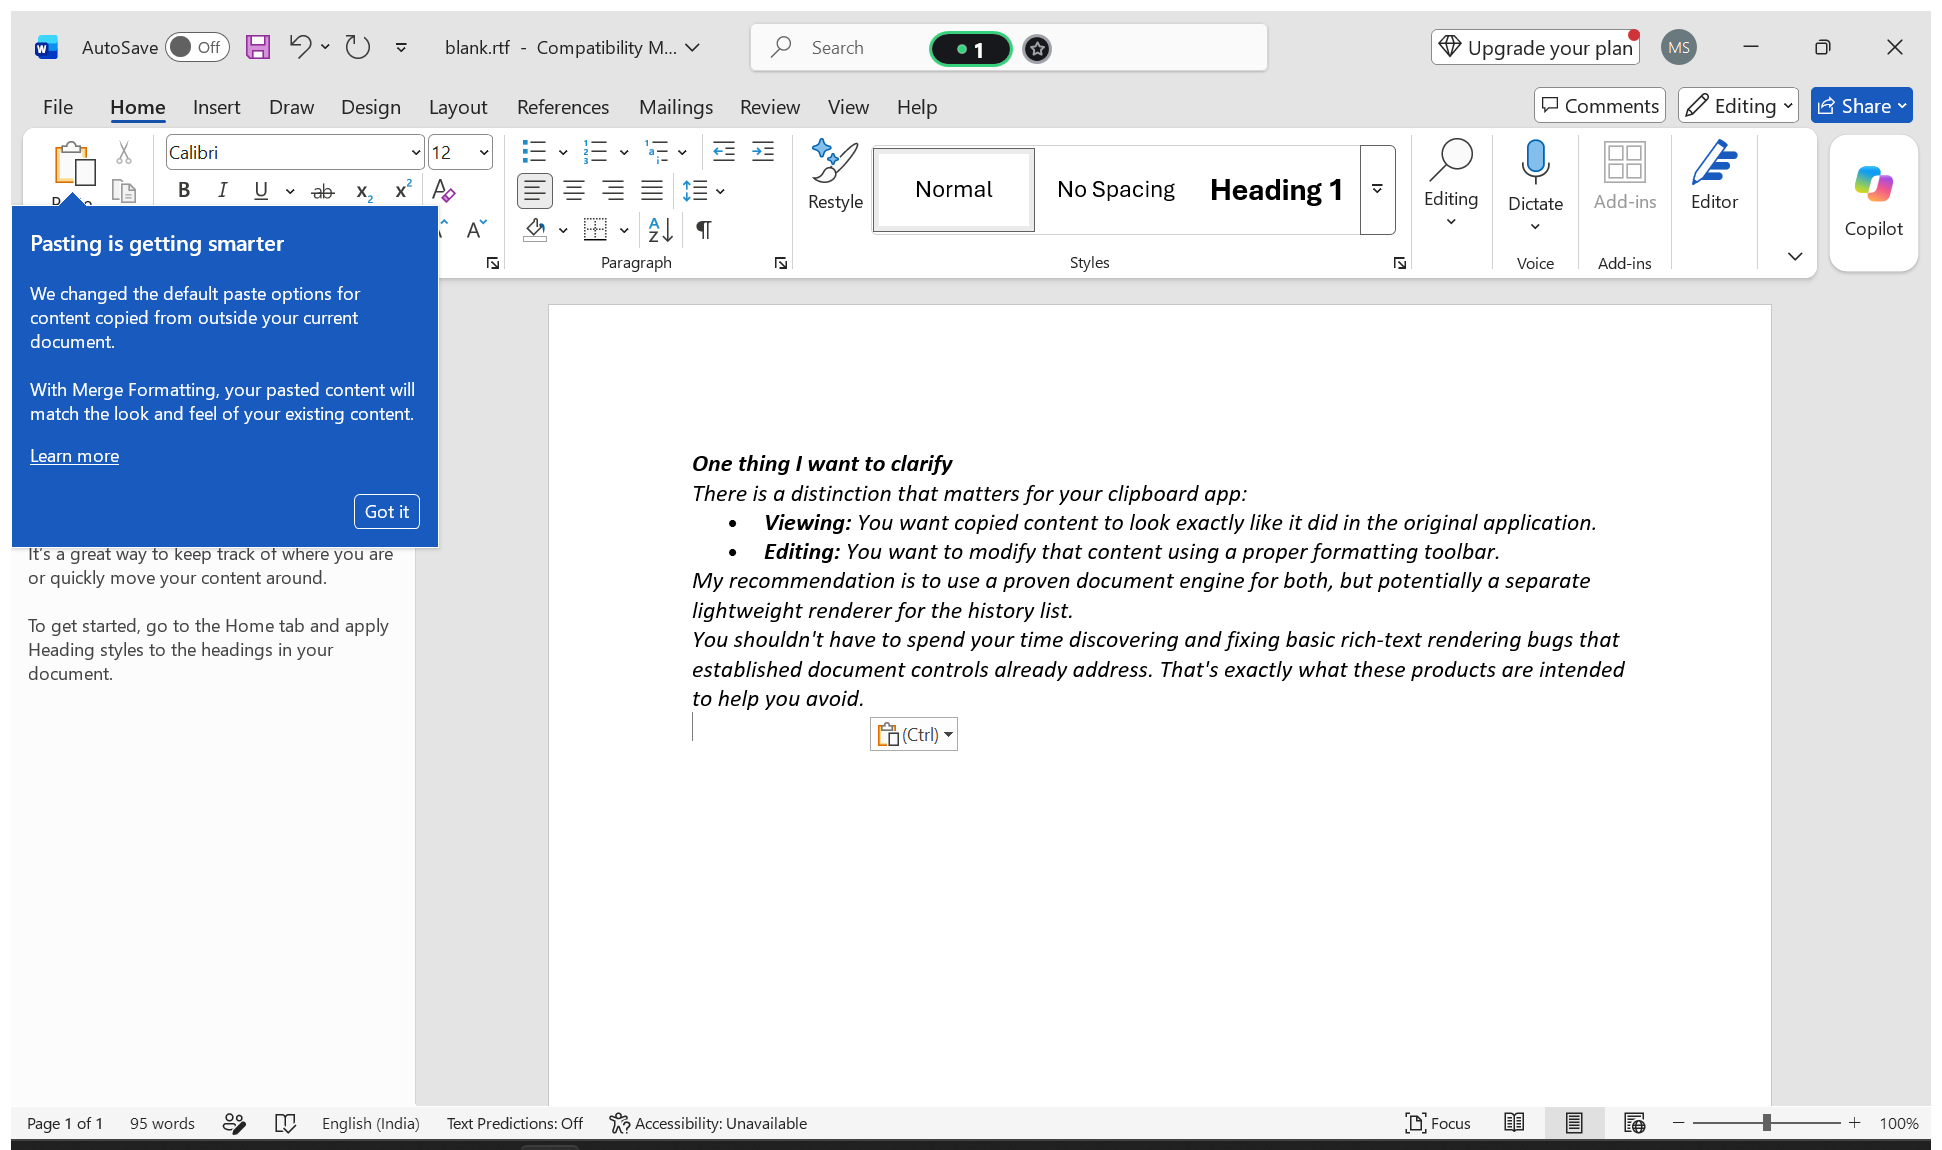 AutoSave Off blank.rtf - Compatibility M... Search 1 Upgrade your plan MS
File Home Insert Draw Design Layout References Mailings Review View Help Comments Editing Share
Calibri 12
Restyle Normal No Spacing Heading 1 Editing Dictate Add-ins Editor Copilot
Paragraph Styles Voice Add-ins
Pasting is getting smarter
We changed the default paste options for
content copied from outside your current
document.
With Merge Formatting, your pasted content will
match the look and feel of your existing content.
Learn more
Got it
It's a great way to keep track of where you are
or quickly move your content around.
To get started, go to the Home tab and apply
Heading styles to the headings in your
document.
One thing I want to clarify
There is a distinction that matters for your clipboard app:
• Viewing: You want copied content to look exactly like it did in the original application.
• Editing: You want to modify that content using a proper formatting toolbar.
My recommendation is to use a proven document engine for both, but potentially a separate
lightweight renderer for the history list.
You shouldn't have to spend your time discovering and fixing basic rich-text rendering bugs that
established document controls already address. That's exactly what these products are intended
to help you avoid.
(Ctrl)
Page 1 of 1 95 words English (India) Text Predictions: Off Accessibility: Unavailable Focus 100%